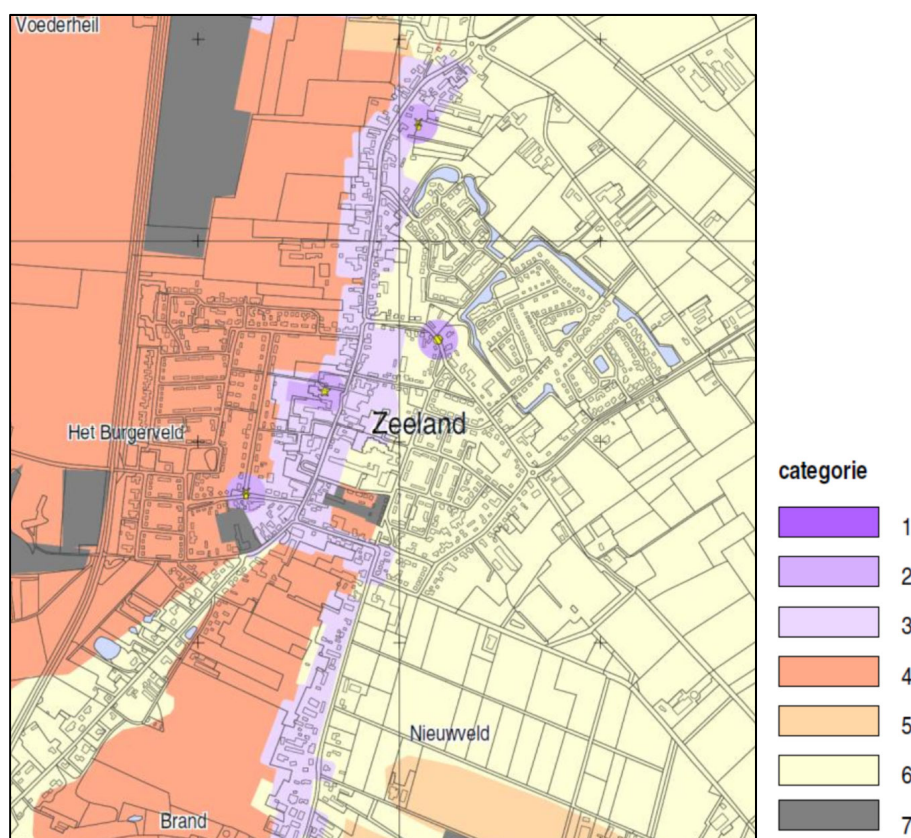 Voederheil
Zeeland
Het Burgerveld
Nieuwveld
Brand
categorie
1
2
3
4
5
6
7